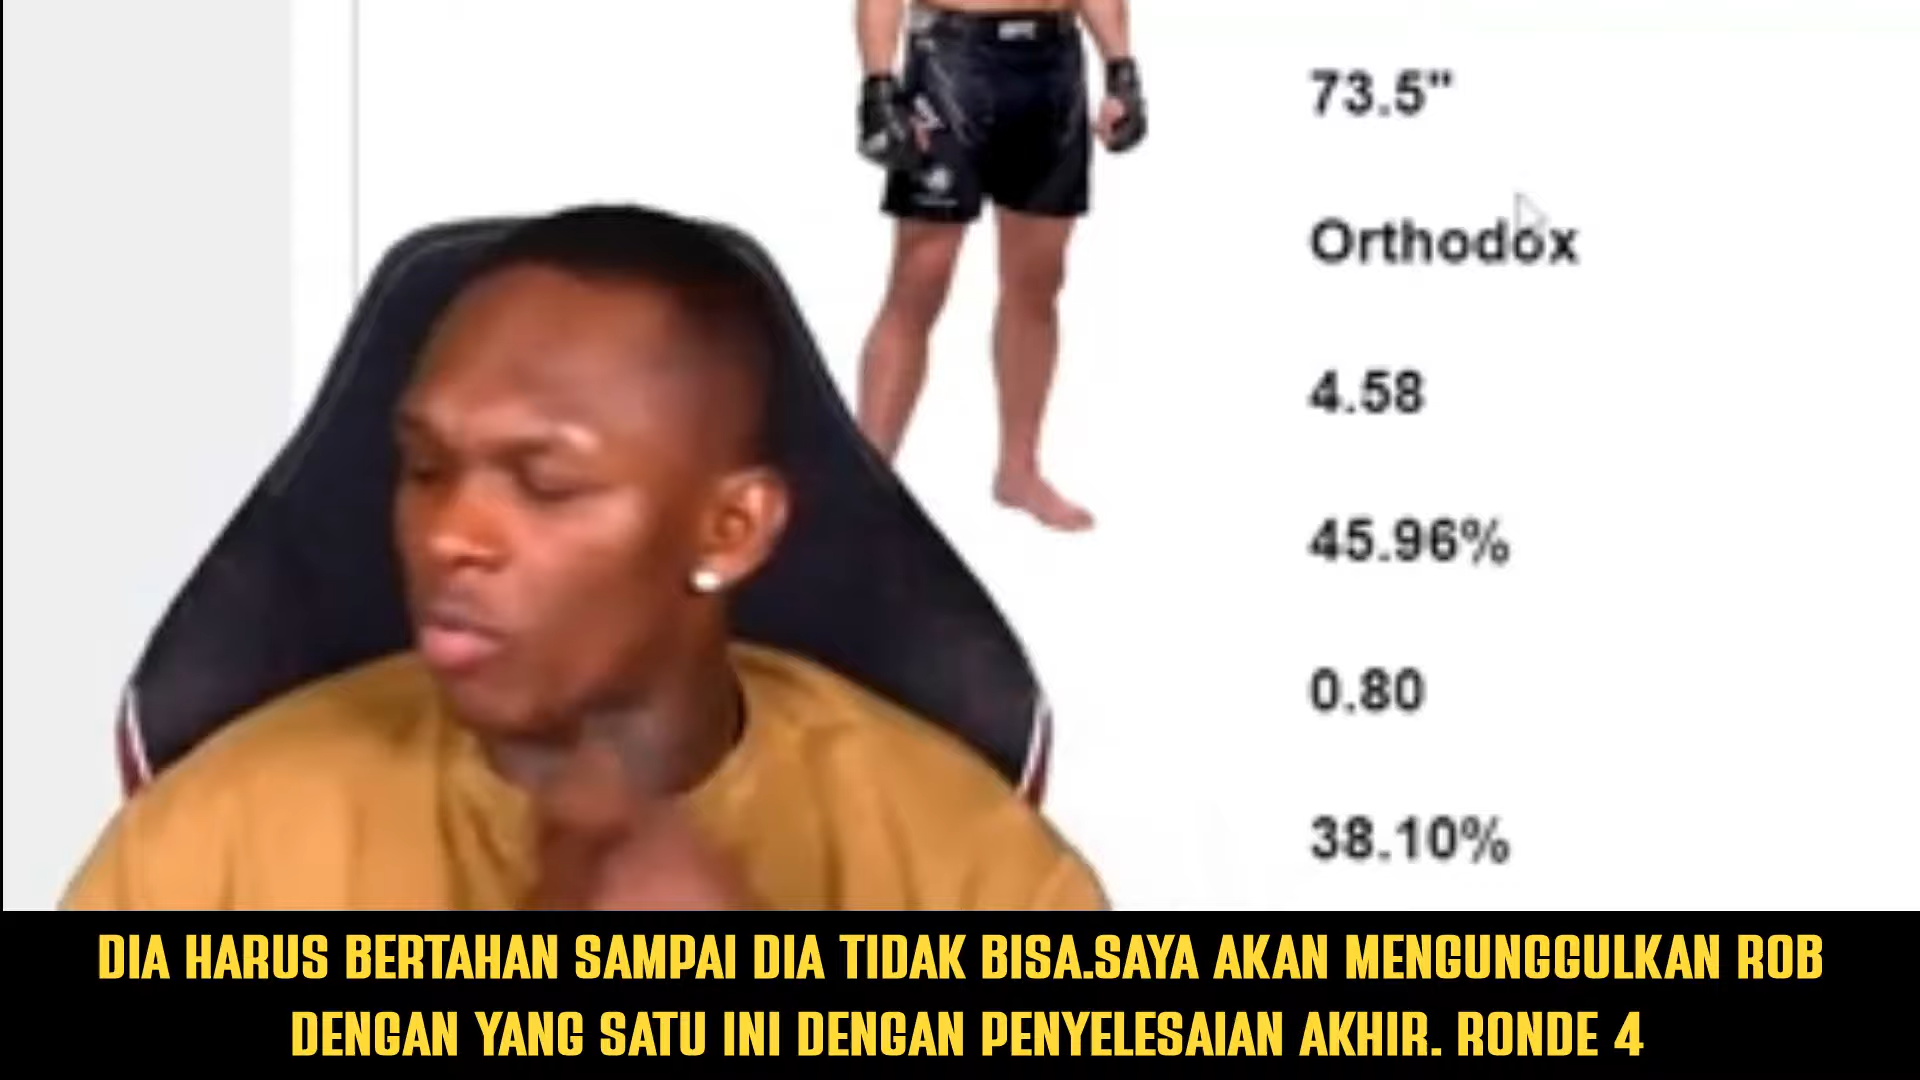 73.5"
Orthodox
4.58
45.96%
0.80
38.10%
DIA HARUS BERTAHAN SAMPAI DIA TIDAK BISA.SAYA AKAN MENGUNGGULKAN ROB
DENGAN YANG SATU INI DENGAN PENYELESAIAN AKHIR. RONDE 4